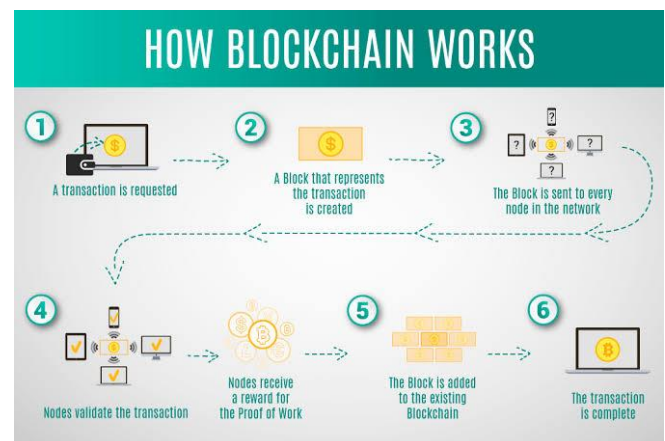 HOW BLOCKCHAIN WORKS
1
$
A transaction is requested
2
$
A Block that represents
the transaction
is created
3
?
?
$
?
?
The Block is sent to every
node in the network
4
$
Nodes validate the transaction
Nodes receive
a reward for
the Proof of Work
5
The Block is added
to the existing
Blockchain
6
The transaction
is complete